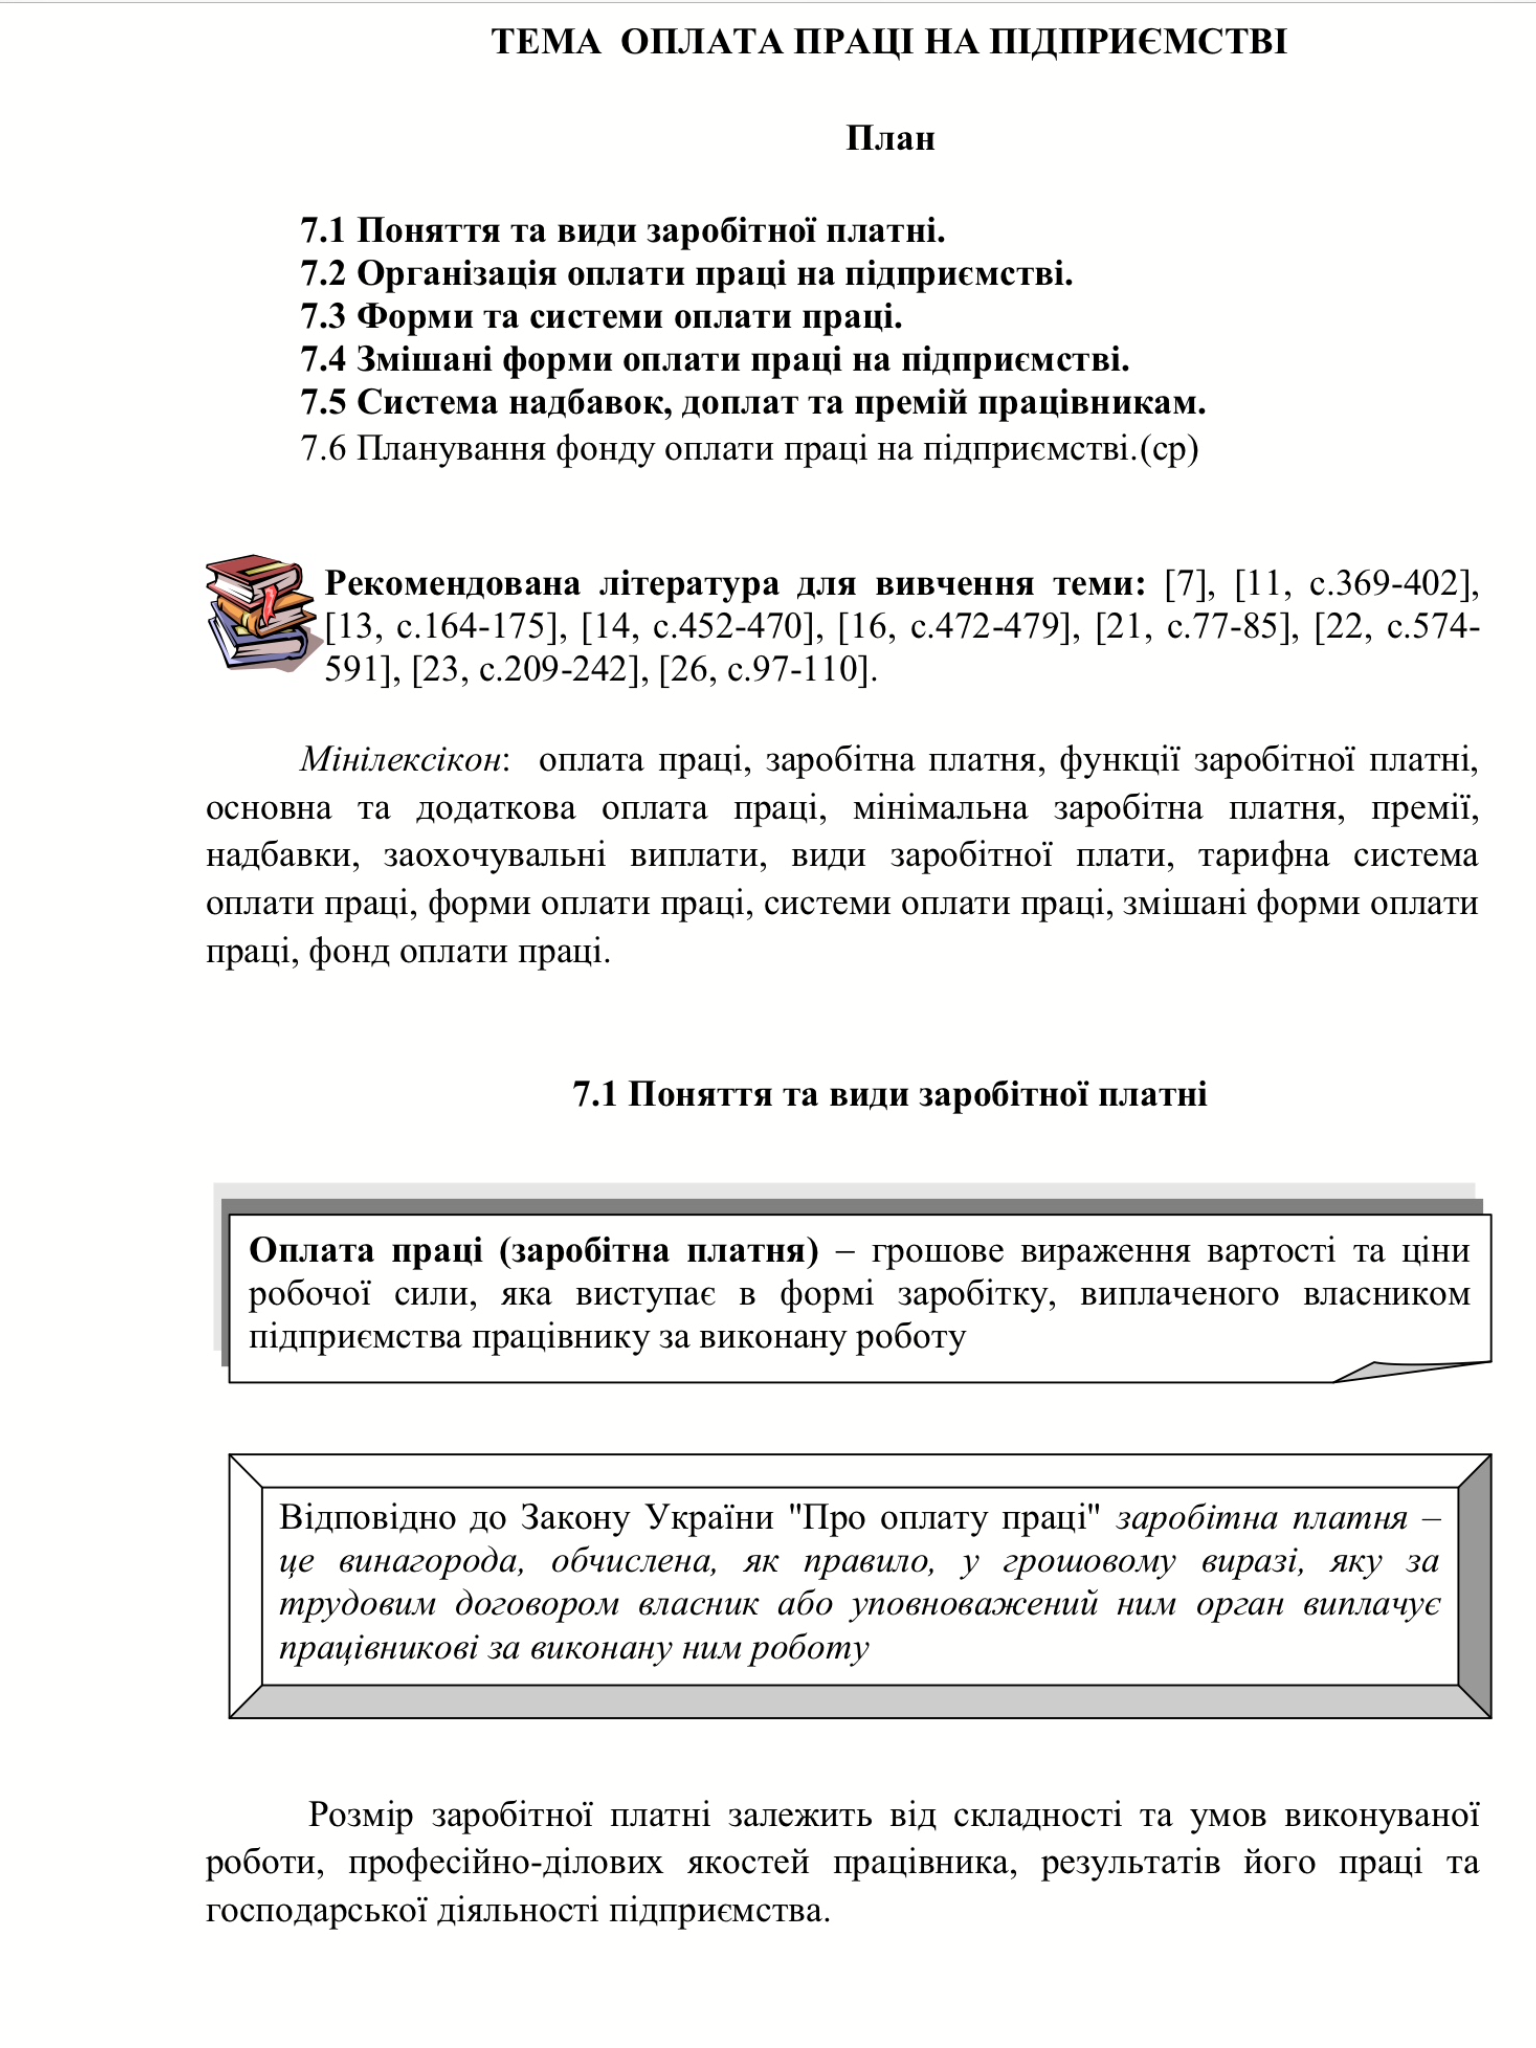 ТЕМА ОПЛАТА ПРАЦІ НА ПІДПРИЄМСТВІ
План
7.1 Поняття та види заробітної платні.
7.2 Організація оплати праці на підприємстві.
7.3 Форми та системи оплати праці.
7.4 Змішані форми оплати праці на підприємстві.
7.5 Система надбавок, доплат та премій працівникам.
7.6 Планування фонду оплати праці на підприємстві.(ср)
Рекомендована література для вивчення теми: [7], [11, с.369-402],
[13, с.164-175], [14, с.452-470], [16, с.472-479], [21, с.77-85], [22, с.574-
591], [23, с.209-242], [26, с.97-110].
Мінілексікон: оплата праці, заробітна платня, функції заробітної платні,
основна та додаткова оплата праці, мінімальна заробітна платня, премії,
надбавки, заохочувальні виплати, види заробітної плати, тарифна система
оплати праці, форми оплати праці, системи оплати праці, змішані форми оплати
праці, фонд оплати праці.
7.1 Поняття та види заробітної платні
Оплата праці (заробітна платня) – грошове вираження вартості та ціни
робочої сили, яка виступає в формі заробітку, виплаченого власником
підприємства працівнику за виконану роботу
Відповідно до Закону України "Про оплату праці" заробітна платня –
це винагорода, обчислена, як правило, у грошовому виразі, яку за
трудовим договором власник або уповноважений ним орган виплачує
працівникові за виконану ним роботу
Розмір заробітної платні залежить від складності та умов виконуваної
роботи, професійно-ділових якостей працівника, результатів його праці та
господарської діяльності підприємства.